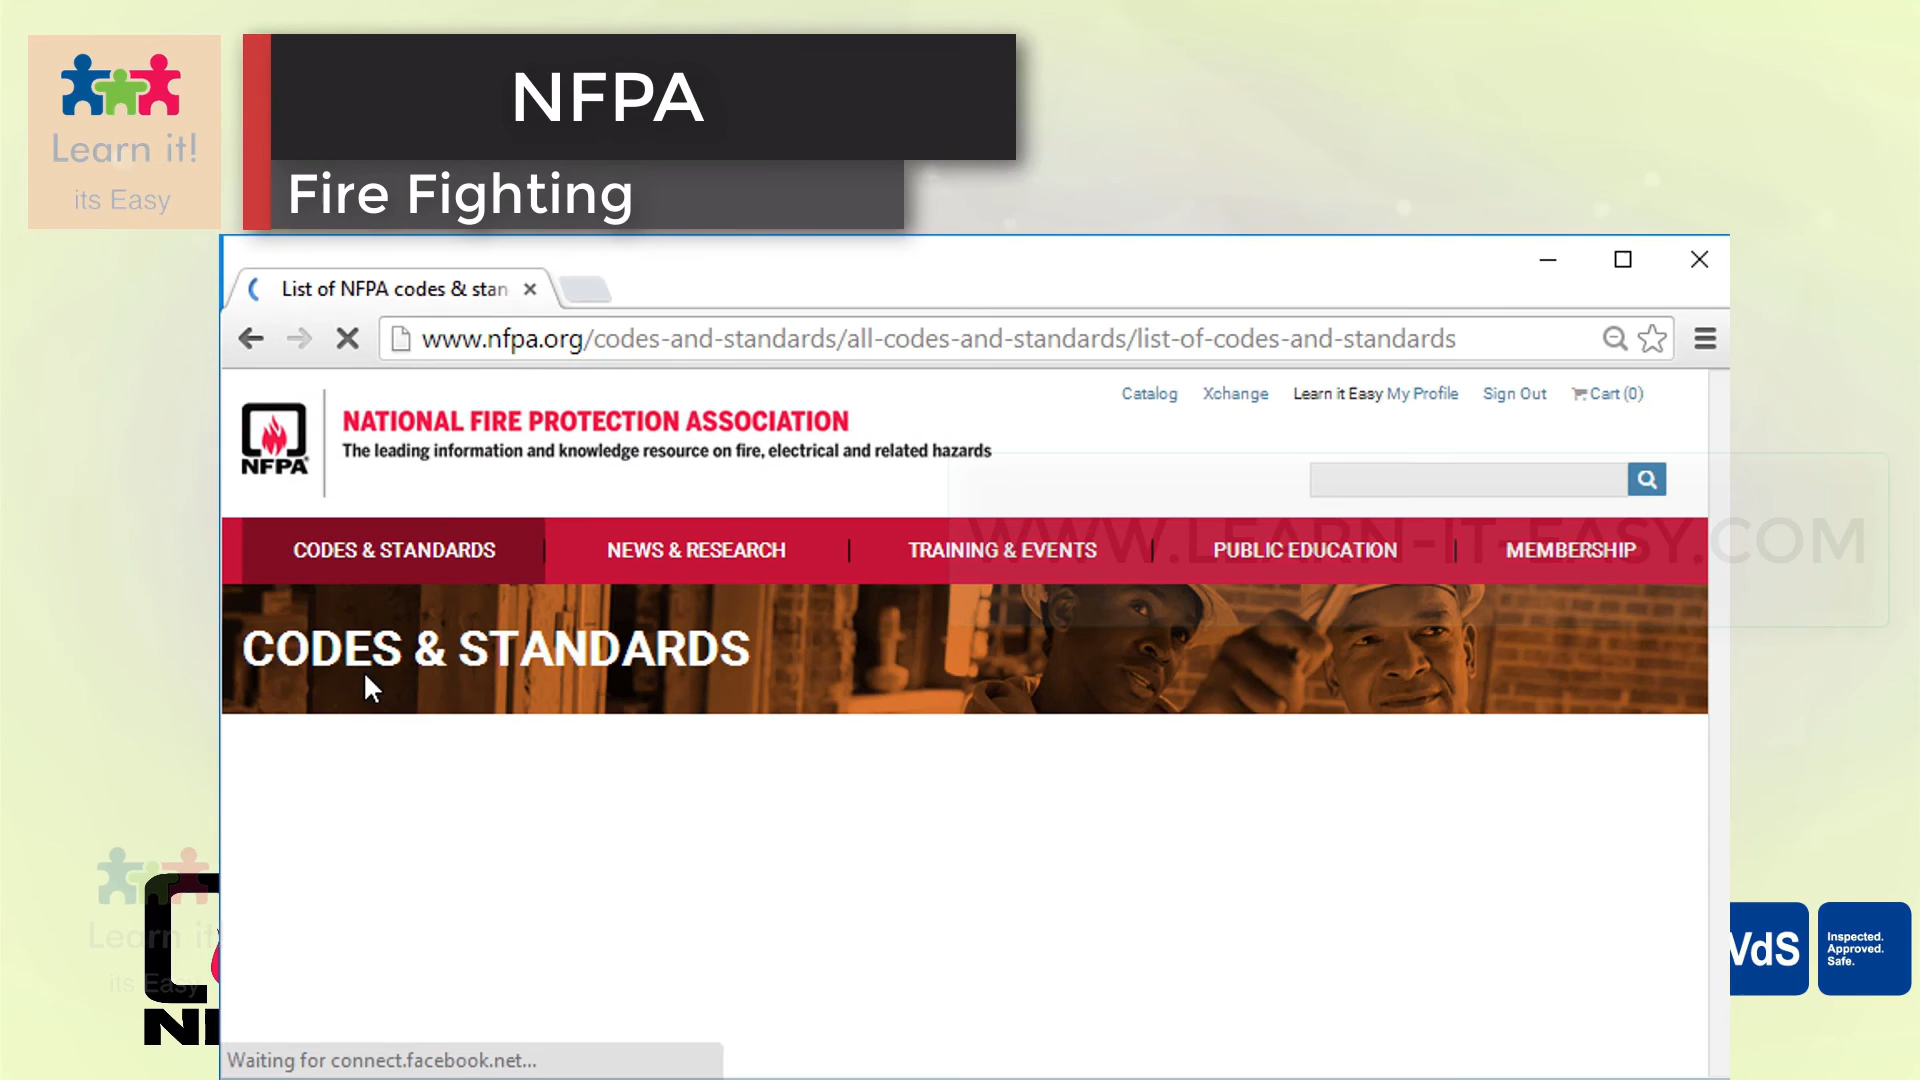 NFPA
Learn it!
its Easy
Fire Fighting
List of NFPA codes & stan
www.nfpa.org/codes-and-standards/all-codes-and-standards/list-of-codes-and-standards
Catalog Xchange Learn it Easy My Profile Sign Out Cart (0)
NFPA
NATIONAL FIRE PROTECTION ASSOCIATION
The leading information and knowledge resource on fire, electrical and related hazards
WWW.LEARN-IT-EASY.COM
CODES & STANDARDS NEWS & RESEARCH TRAINING & EVENTS PUBLIC EDUCATION MEMBERSHIP
CODES & STANDARDS
Learn it
its Easy
VdS
Inspected.
Approved.
Safe.
Waiting for connect.facebook.net...